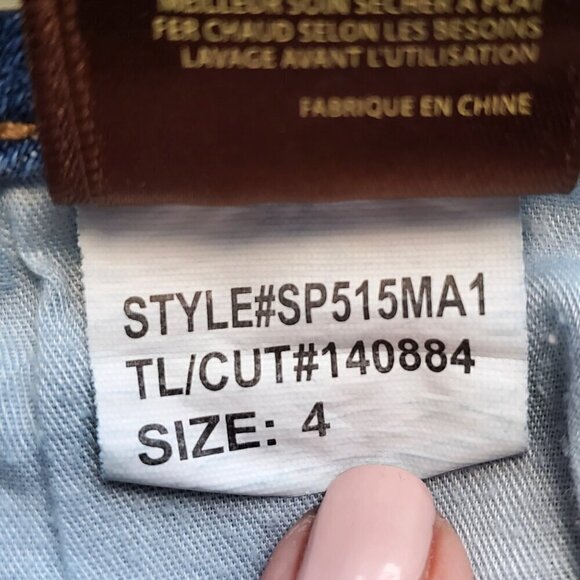 MEILLEUR SOIN SECHER A PLAT
FER CHAUD SELON LES BESOINS
LAVAGE AVANT L'UTILISATION
FABRIQUE EN CHINE
STYLE#SP515MA1
TL/CUT#140884
SIZE: 4